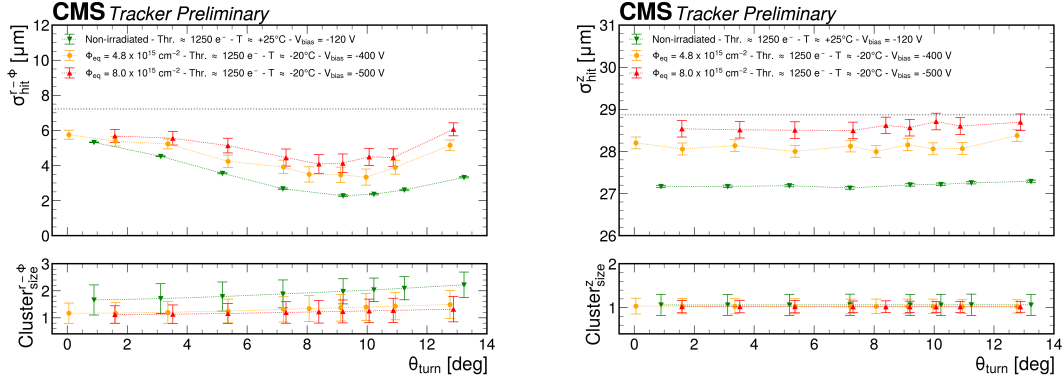 CMS Tracker Preliminary
Non-irradiated - Thr. ≈ 1250 e⁻ - T ≈ +25°C - V_bias = -120 V
Φ_eq = 4.8 x 10¹⁵ cm⁻² - Thr. ≈ 1250 e⁻ - T ≈ -20°C - V_bias = -400 V
Φ_eq = 8.0 x 10¹⁵ cm⁻² - Thr. ≈ 1250 e⁻ - T ≈ -20°C - V_bias = -500 V
σ_hit^r-Φ [μm]
12
10
8
6
4
2
0
Cluster_size^r-Φ
3
2
1
0 2 4 6 8 10 12 14
θ_turn [deg]
CMS Tracker Preliminary
Non-irradiated - Thr. ≈ 1250 e⁻ - T ≈ +25°C - V_bias = -120 V
Φ_eq = 4.8 x 10¹⁵ cm⁻² - Thr. ≈ 1250 e⁻ - T ≈ -20°C - V_bias = -400 V
Φ_eq = 8.0 x 10¹⁵ cm⁻² - Thr. ≈ 1250 e⁻ - T ≈ -20°C - V_bias = -500 V
σ_hit^z [μm]
31
30
29
28
27
26
Cluster_size^z
2
1
0 2 4 6 8 10 12 14
θ_turn [deg]